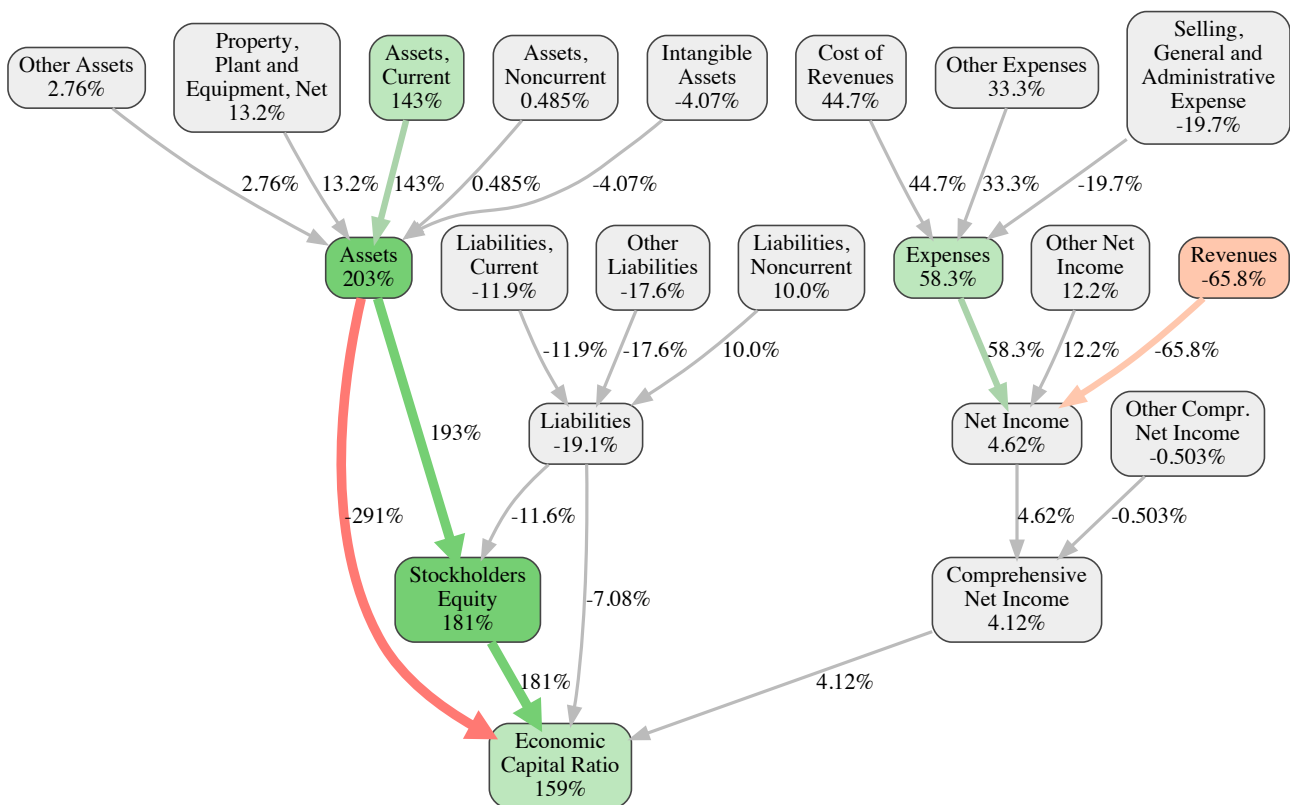 Other Assets
2.76%
Property,
Plant and
Equipment, Net
13.2%
Assets,
Current
143%
Assets,
Noncurrent
0.485%
Intangible
Assets
-4.07%
Cost of
Revenues
44.7%
Other Expenses
33.3%
Selling,
General and
Administrative
Expense
-19.7%
2.76%
13.2%
143%
0.485%
-4.07%
44.7%
33.3%
-19.7%
Assets
203%
Liabilities,
Current
-11.9%
Other
Liabilities
-17.6%
Liabilities,
Noncurrent
10.0%
Expenses
58.3%
Other Net
Income
12.2%
Revenues
-65.8%
-11.9%
-17.6%
10.0%
58.3%
12.2%
-65.8%
193%
Liabilities
-19.1%
Net Income
4.62%
Other Compr.
Net Income
-0.503%
-291%
-11.6%
4.62%
-0.503%
Stockholders
Equity
181%
-7.08%
Comprehensive
Net Income
4.12%
181%
4.12%
Economic
Capital Ratio
159%